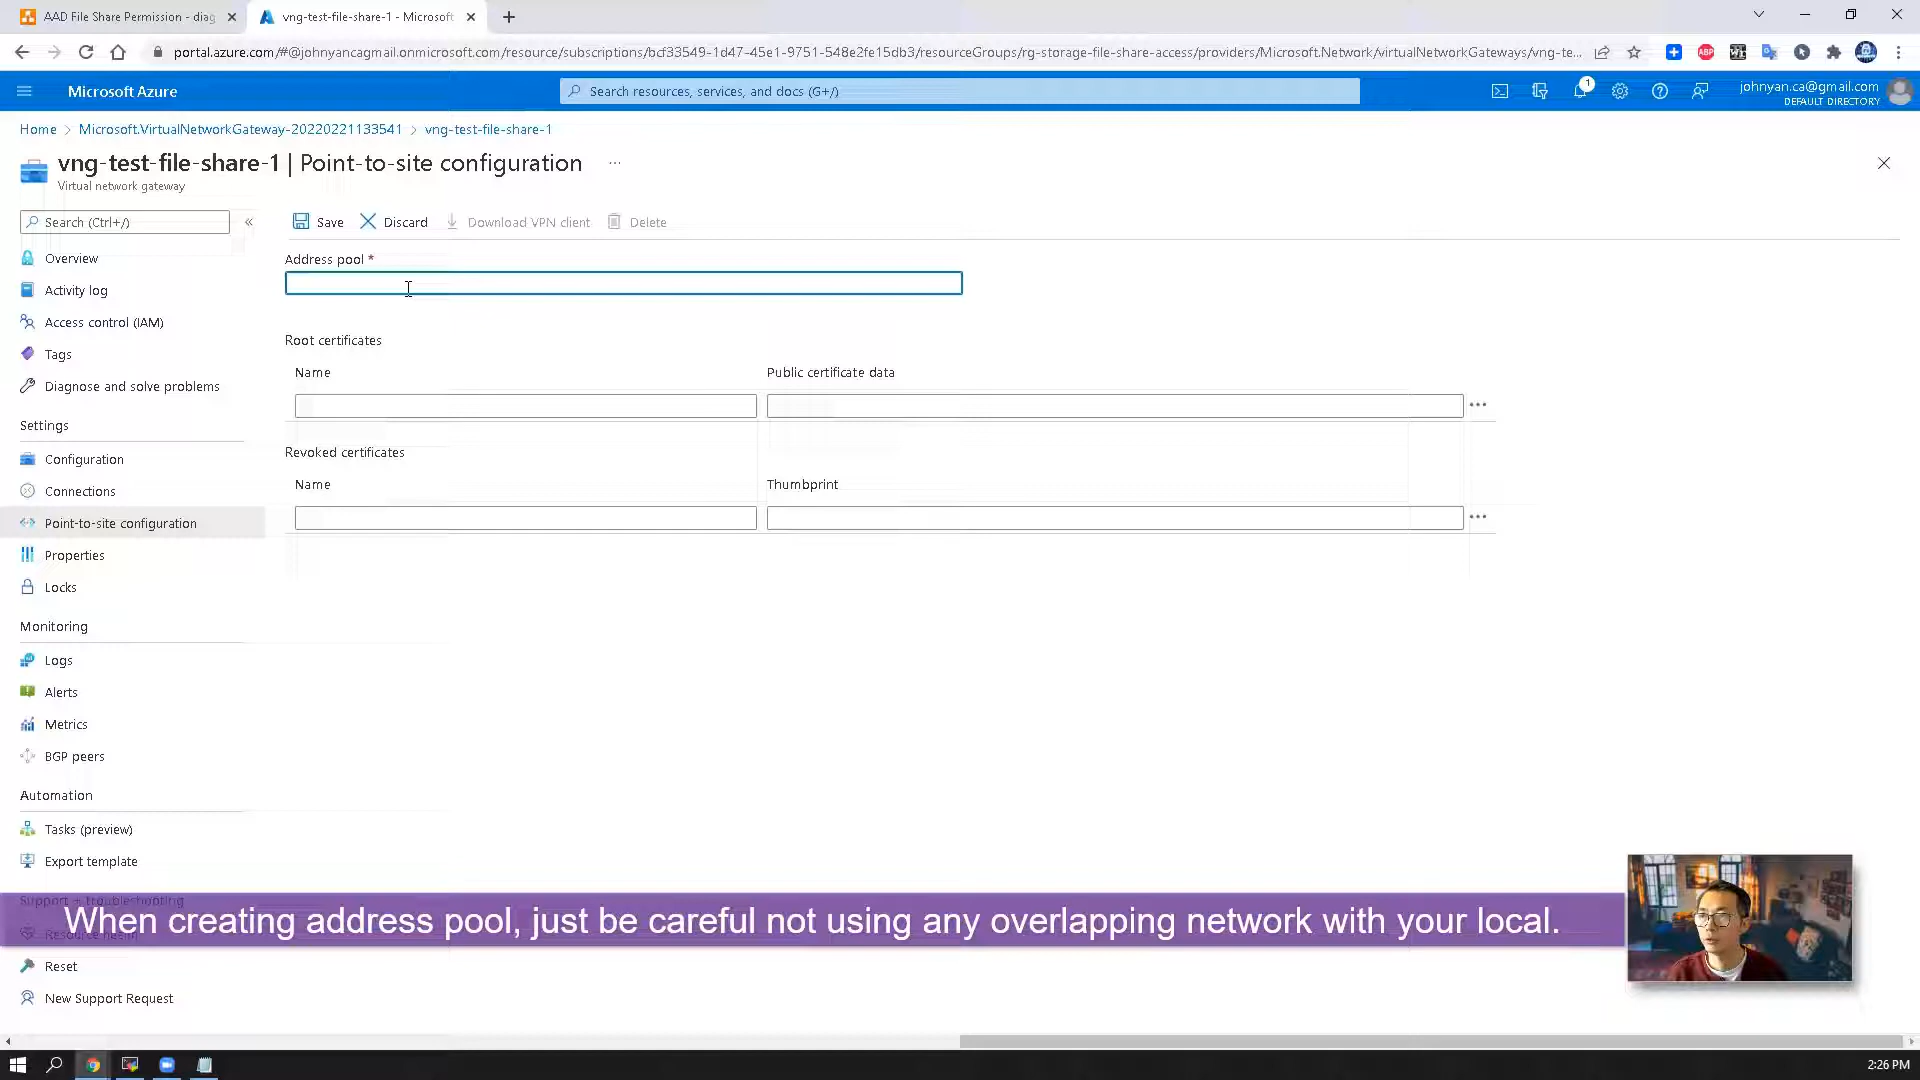 AAD File Share Permission - diag
vng-test-file-share-1 - Microsoft
portal.azure.com/#@johnyancagmail.onmicrosoft.com/resource/subscriptions/bcf33549-1d47-45e1-9751-548e2fe15db3/resourceGroups/rg-storage-file-share-access/providers/Microsoft.Network/virtualNetworkGateways/vng-te...
ABP
Microsoft Azure
Search resources, services, and docs (G+/)
1
johnyan.ca@gmail.com
DEFAULT DIRECTORY
Home > Microsoft.VirtualNetworkGateway-20220221133541 > vng-test-file-share-1
vng-test-file-share-1 | Point-to-site configuration ...
Virtual network gateway
Search (Ctrl+/)
«
Save
Discard
Download VPN client
Delete
Overview
Activity log
Access control (IAM)
Tags
Diagnose and solve problems
Settings
Configuration
Connections
Point-to-site configuration
Properties
Locks
Monitoring
Logs
Alerts
Metrics
BGP peers
Automation
Tasks (preview)
Export template
Support + troubleshooting
Resource health
Reset
New Support Request
Address pool *
Root certificates
Name
Public certificate data
Revoked certificates
Name
Thumbprint
When creating address pool, just be careful not using any overlapping network with your local.
2:26 PM